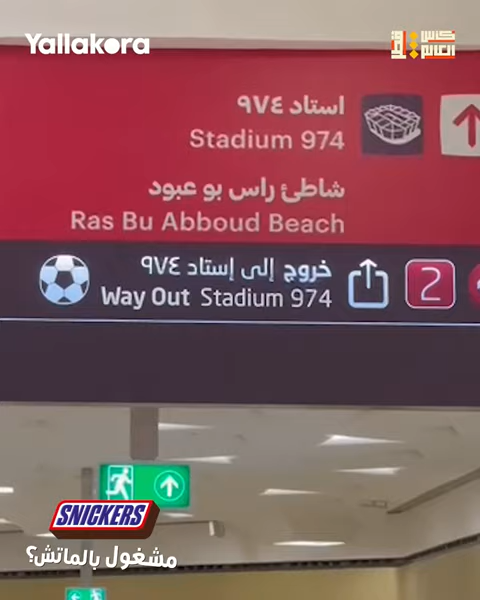 Yallakora
كاس العالم
استاد ٩٧٤
Stadium 974
شاطئ راس بو عبود
Ras Bu Abboud Beach
خروج إلى إستاد ٩٧٤
Way Out Stadium 974
2
SNICKERS
مشغول بالماتش؟